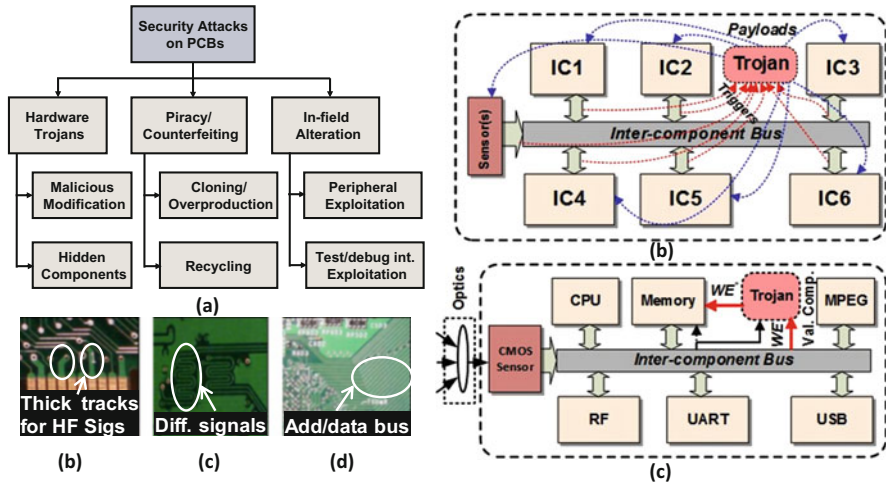 Security Attacks
on PCBs
Hardware
Trojans
Piracy/
Counterfeiting
In-field
Alteration
Malicious
Modification
Cloning/
Overproduction
Peripheral
Exploitation
Hidden
Components
Recycling
Test/debug int.
Exploitation
(a)
Thick tracks
for HF Sigs
(b)
Diff. signals
(c)
Add/data bus
(d)
Payloads
IC1
IC2
Trojan
IC3
Triggers
Sensor(s)
Inter-component Bus
IC4
IC5
IC6
(b)
Optics
CPU
Memory
WE*
Trojan
WE
Val. Comp.
MPEG
CMOS
Sensor
Inter-component Bus
RF
UART
USB
(c)